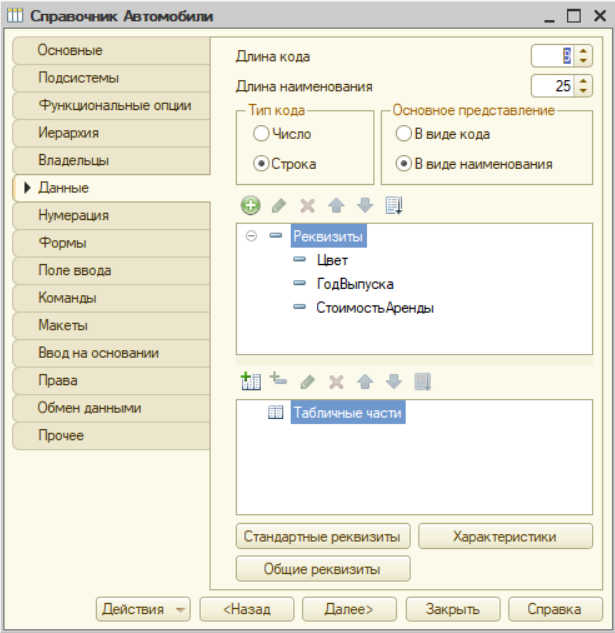 Справочник Автомобили
Основные
Подсистемы
Функциональные опции
Иерархия
Владельцы
Данные
Нумерация
Формы
Поле ввода
Команды
Макеты
Ввод на основании
Права
Обмен данными
Прочее
Длина кода 9
Длина наименования 25
Тип кода
Число
Строка
Основное представление
В виде кода
В виде наименования
Реквизиты
Цвет
ГодВыпуска
СтоимостьАренды
Табличные части
Стандартные реквизиты Характеристики
Общие реквизиты
Действия <Назад Далее> Закрыть Справка